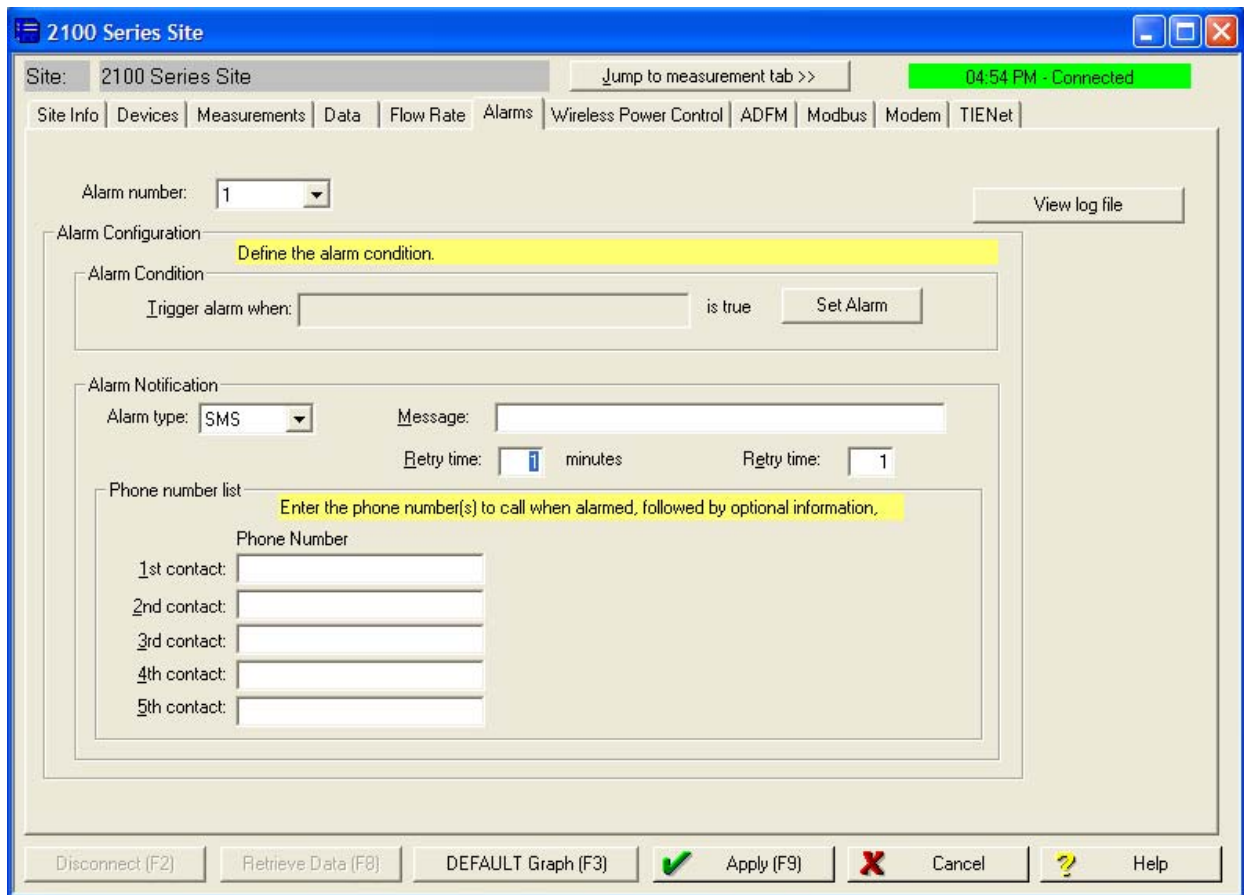 2100 Series Site
Site: 2100 Series Site Jump to measurement tab >> 04:54 PM - Connected
Site Info Devices Measurements Data Flow Rate Alarms Wireless Power Control ADFM Modbus Modem TIENet
Alarm number: 1
View log file
Alarm Configuration
Define the alarm condition.
Alarm Condition
Trigger alarm when: is true Set Alarm
Alarm Notification
Alarm type: SMS Message:
Retry time: 1 minutes Retry time: 1
Phone number list
Enter the phone number(s) to call when alarmed, followed by optional information,
Phone Number
1st contact:
2nd contact:
3rd contact:
4th contact:
5th contact:
Disconnect (F2) Retrieve Data (F8) DEFAULT Graph (F3) Apply (F9) Cancel Help